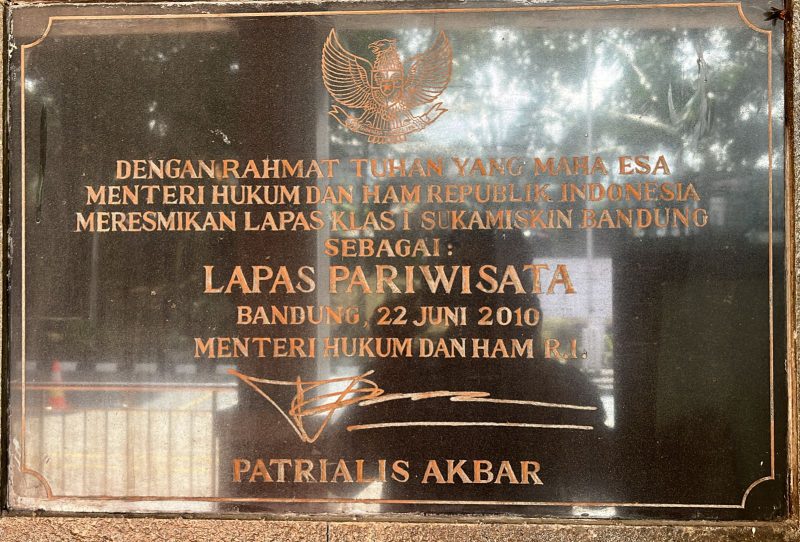 DENGAN RAHMAT TUHAN YANG MAHA ESA
MENTERI HUKUM DAN HAM REPUBLIK INDONESIA
MERESMIKAN LAPAS KLAS I SUKAMISKIN BANDUNG
SEBAGAI :
LAPAS PARIWISATA
BANDUNG, 22 JUNI 2010
MENTERI HUKUM DAN HAM R.I.
PATRIALIS AKBAR